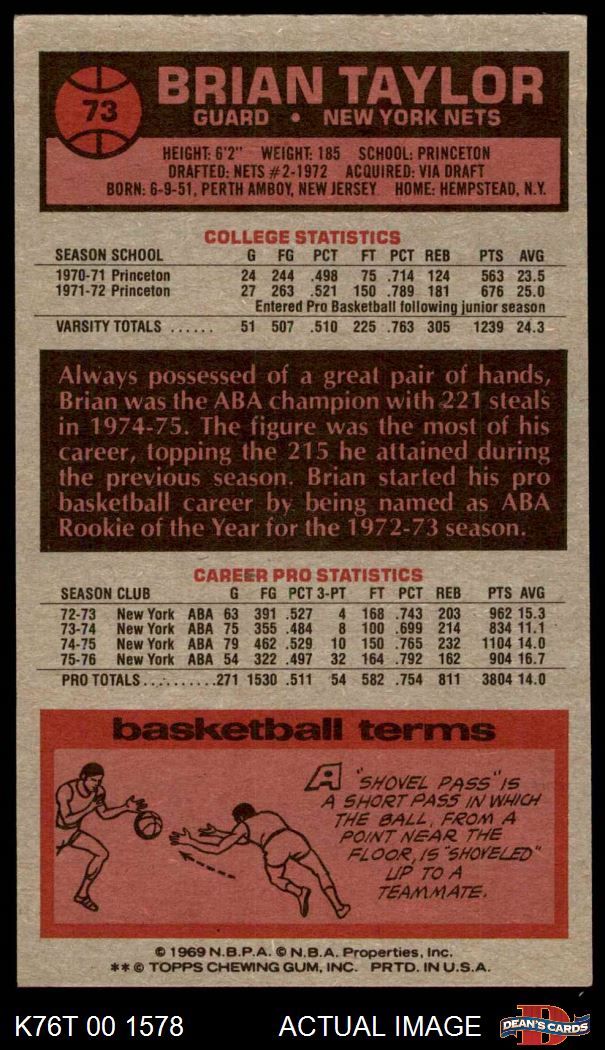 73
BRIAN TAYLOR
GUARD • NEW YORK NETS
HEIGHT: 6'2" WEIGHT: 185 SCHOOL: PRINCETON
DRAFTED: NETS #2-1972 ACQUIRED: VIA DRAFT
BORN: 6-9-51, PERTH AMBOY, NEW JERSEY HOME: HEMPSTEAD, N.Y.
COLLEGE STATISTICS
SEASON SCHOOL G FG PCT FT PCT REB PTS AVG
1970-71 Princeton 24 244 .498 75 .714 124 563 23.5
1971-72 Princeton 27 263 .521 150 .789 181 676 25.0
Entered Pro Basketball following junior season
VARSITY TOTALS ...... 51 507 .510 225 .763 305 1239 24.3
Always possessed of a great pair of hands,
Brian was the ABA champion with 221 steals
in 1974-75. The figure was the most of his
career, topping the 215 he attained during
the previous season. Brian started his pro
basketball career by being named as ABA
Rookie of the Year for the 1972-73 season.
CAREER PRO STATISTICS
SEASON CLUB G FG PCT 3-PT FT PCT REB PTS AVG
72-73 New York ABA 63 391 .527 4 168 .743 203 962 15.3
73-74 New York ABA 75 355 .484 8 100 .699 214 834 11.1
74-75 New York ABA 79 462 .529 10 150 .765 232 1104 14.0
75-76 New York ABA 54 322 .497 32 164 .792 162 904 16.7
PRO TOTALS..........271 1530 .511 54 582 .754 811 3804 14.0
basketball terms
A "SHOVEL PASS" IS
A SHORT PASS IN WHICH
THE BALL, FROM A
POINT NEAR THE
FLOOR, IS "SHOVELED"
UP TO A
TEAMMATE.
© 1969 N.B.P.A. © N.B.A. Properties, Inc.
**© TOPPS CHEWING GUM, INC. PRTD. IN U.S.A.
K76T 00 1578 ACTUAL IMAGE
D
DEAN'S CARDS